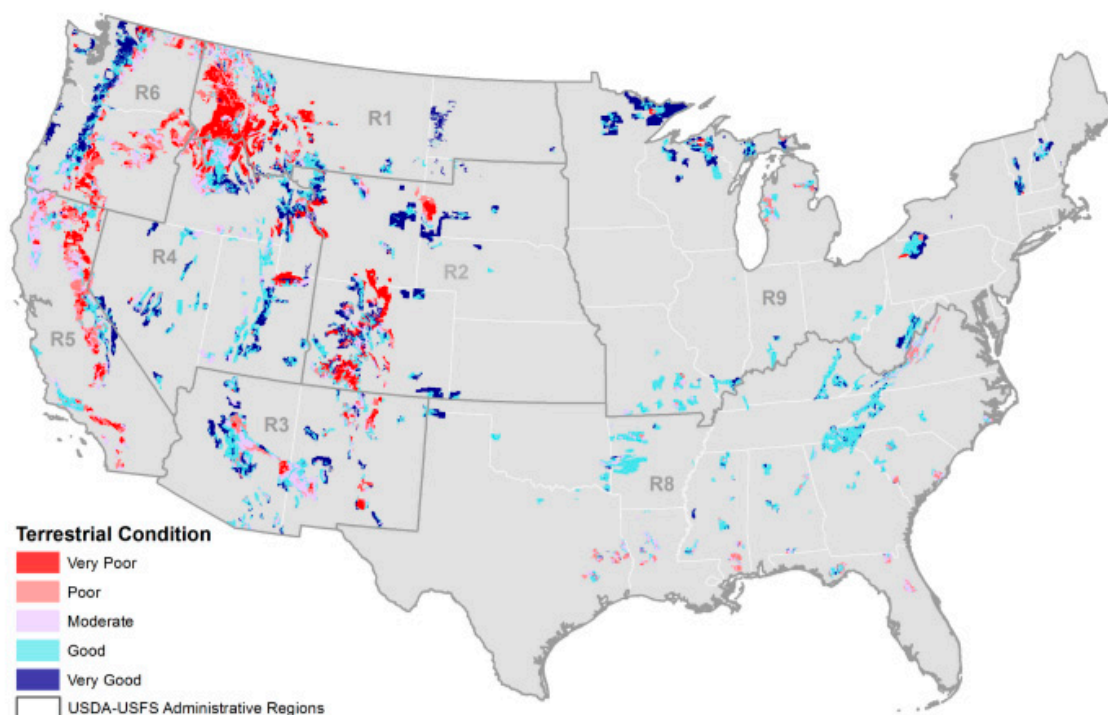 R6
R1
R4
R2
R9
R5
R3
R8
Terrestrial Condition
Very Poor
Poor
Moderate
Good
Very Good
USDA-USFS Administrative Regions